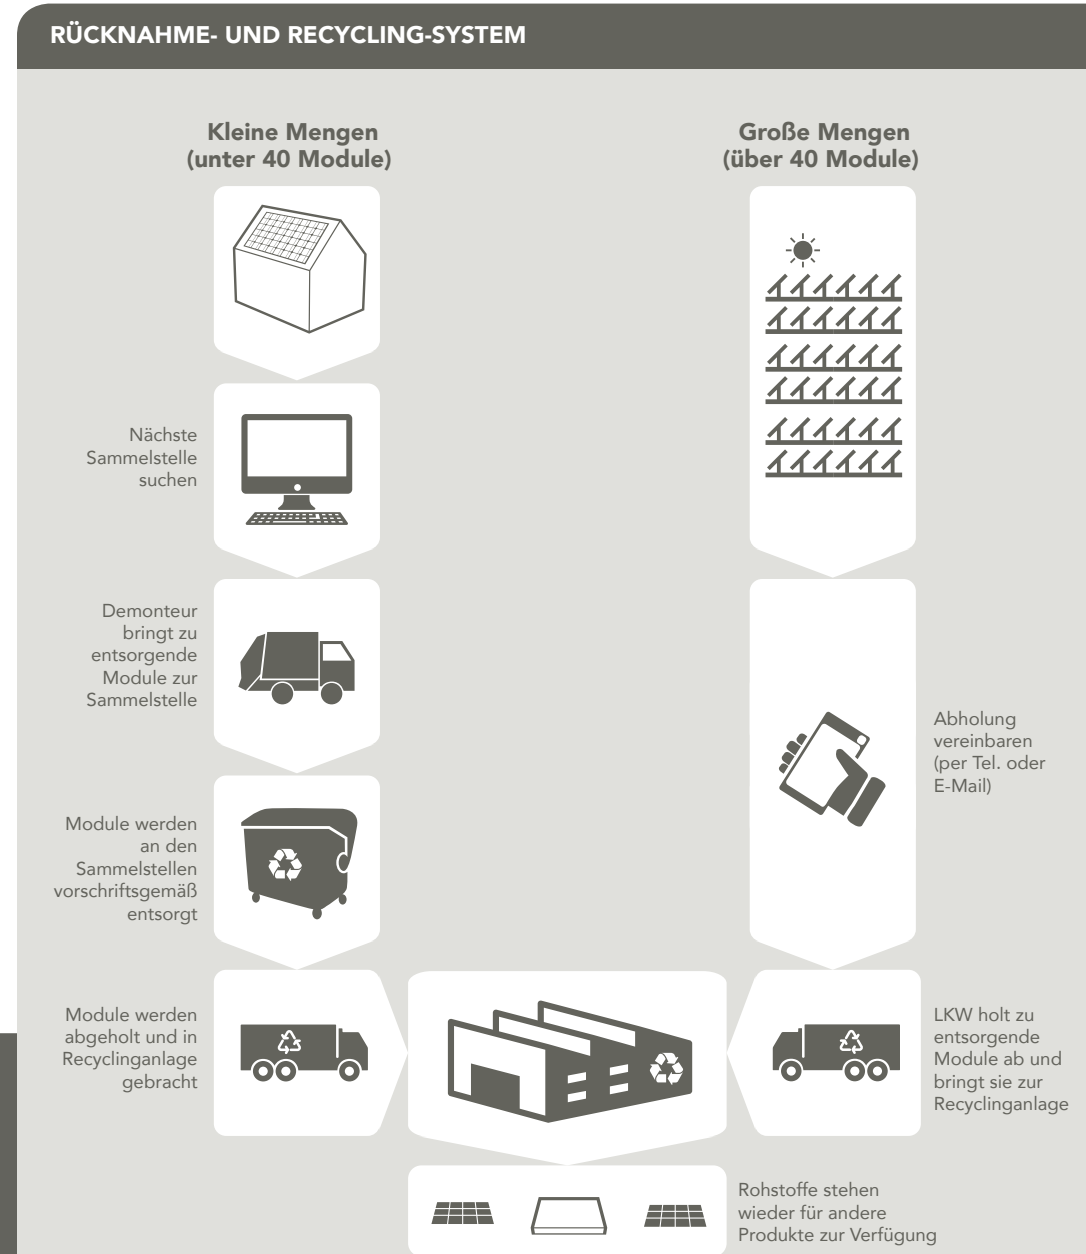 RÜCKNAHME- UND RECYCLING-SYSTEM
Kleine Mengen
(unter 40 Module)
Nächste
Sammelstelle
suchen
Demonteur
bringt zu
entsorgende
Module zur
Sammelstelle
Module werden
an den
Sammelstellen
vorschriftsgemäß
entsorgt
Module werden
abgeholt und in
Recyclinganlage
gebracht
Große Mengen
(über 40 Module)
Abholung
vereinbaren
(per Tel. oder
E-Mail)
LKW holt zu
entsorgende
Module ab und
bringt sie zur
Recyclinganlage
Rohstoffe stehen
wieder für andere
Produkte zur Verfügung